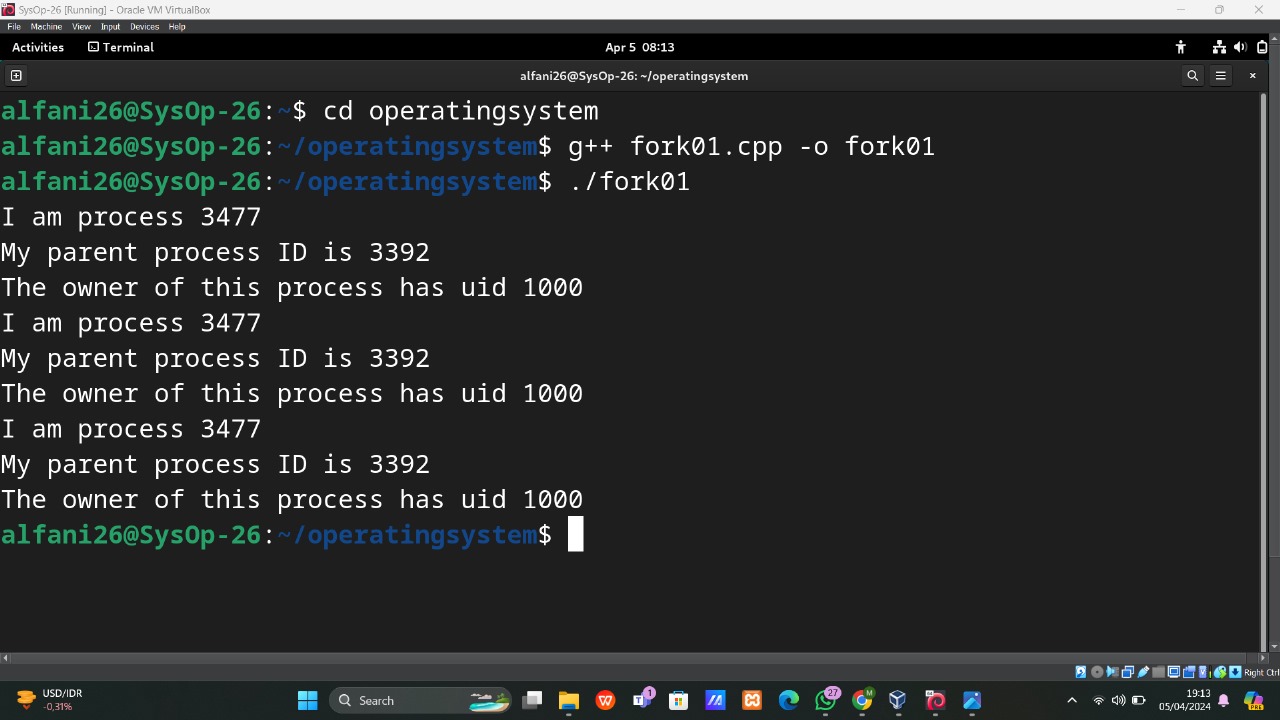 SysOp-26 [Running] - Oracle VM VirtualBox
File Machine View Input Devices Help
Activities Terminal Apr 5 08:13
alfani26@SysOp-26: ~/operatingsystem
alfani26@SysOp-26:~$ cd operatingsystem
alfani26@SysOp-26:~/operatingsystem$ g++ fork01.cpp -o fork01
alfani26@SysOp-26:~/operatingsystem$ ./fork01
I am process 3477
My parent process ID is 3392
The owner of this process has uid 1000
I am process 3477
My parent process ID is 3392
The owner of this process has uid 1000
I am process 3477
My parent process ID is 3392
The owner of this process has uid 1000
alfani26@SysOp-26:~/operatingsystem$
Right Ctrl
USD/IDR
-0,31%
Search
1
27
M
19:13
05/04/2024
PRE